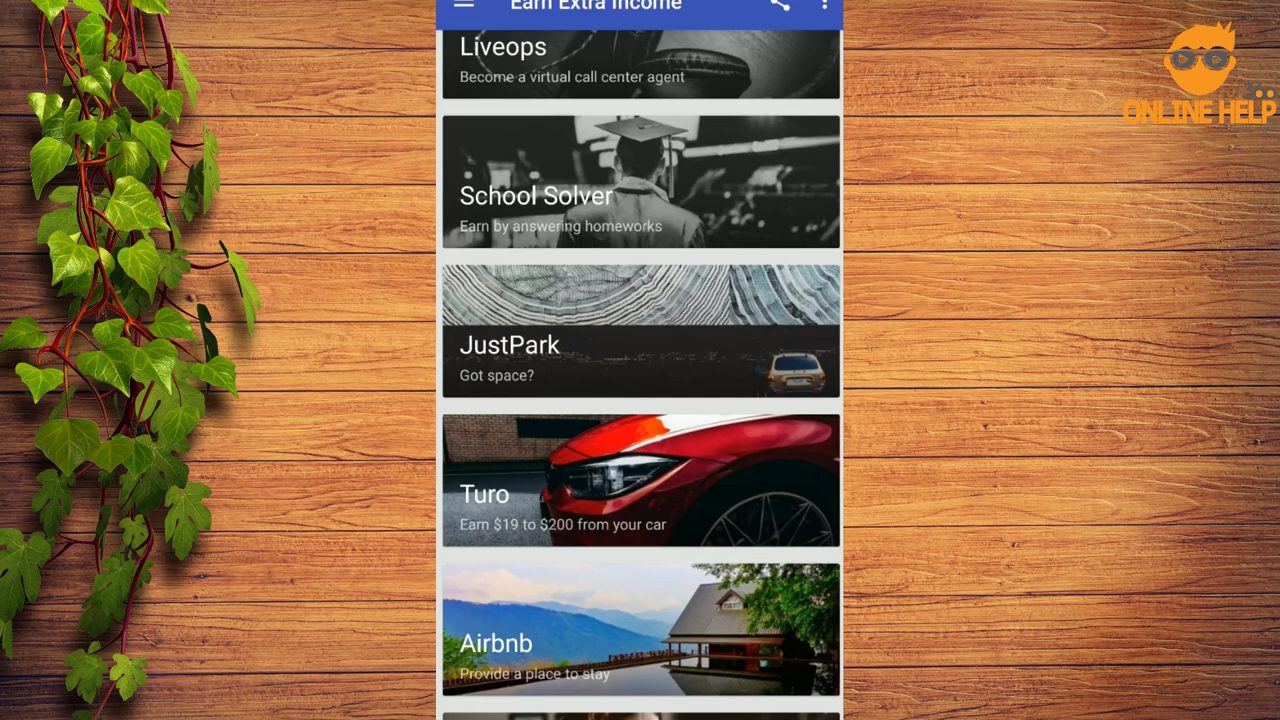 Earn Extra Income
ONLINE HELP
Liveops
Become a virtual call center agent
School Solver
Earn by answering homeworks
JustPark
Got space?
Turo
Earn $19 to $200 from your car
Airbnb
Provide a place to stay